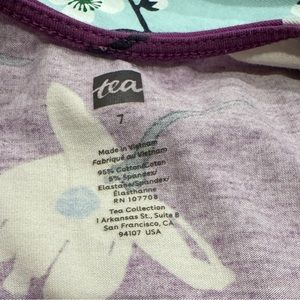 tea
7
Made in Vietnam
Fabriqué au Vietnam
95% Cotton/Coton
5% Spandex/
Elastane/Spandex/
Élasthanne
RN 107708
Tea Collection
1 Arkansas St., Suite B
San Francisco, CA
94107 USA